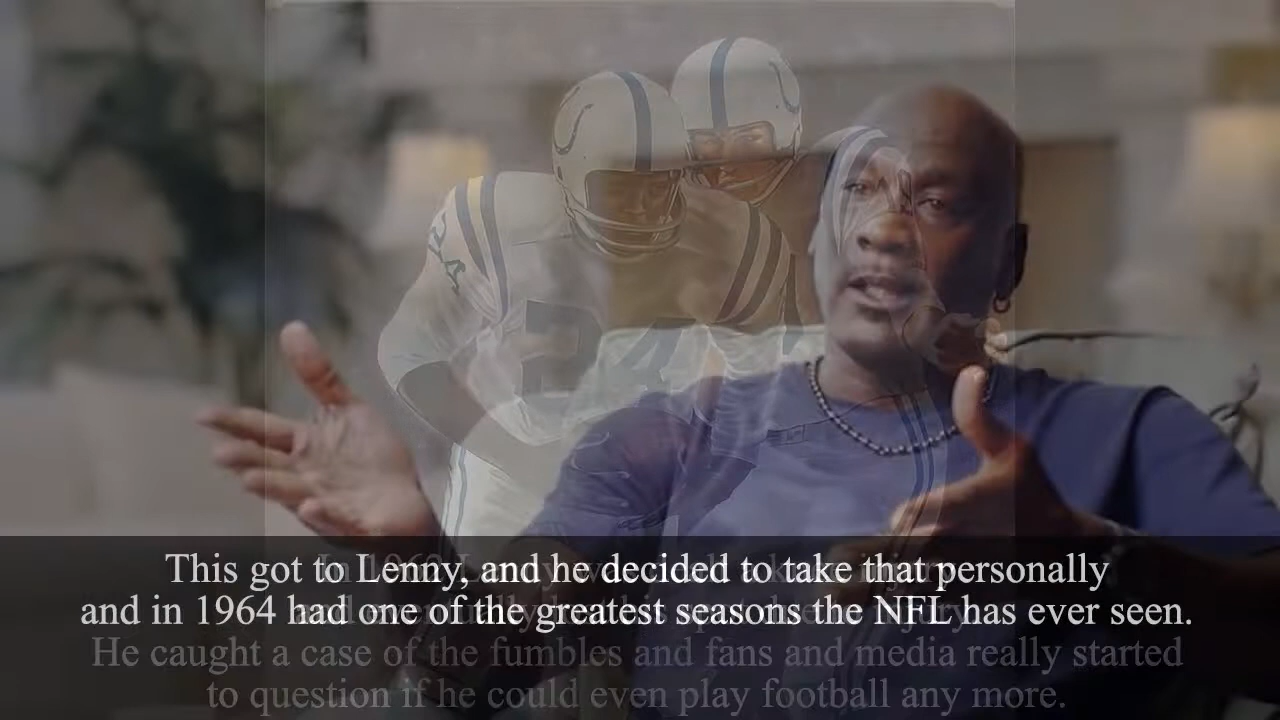 24
24
This got to Lenny, and he decided to take that personally
and in 1964 had one of the greatest seasons the NFL has ever seen.
He caught a case of the fumbles and fans and media really started
to question if he could even play football any more.